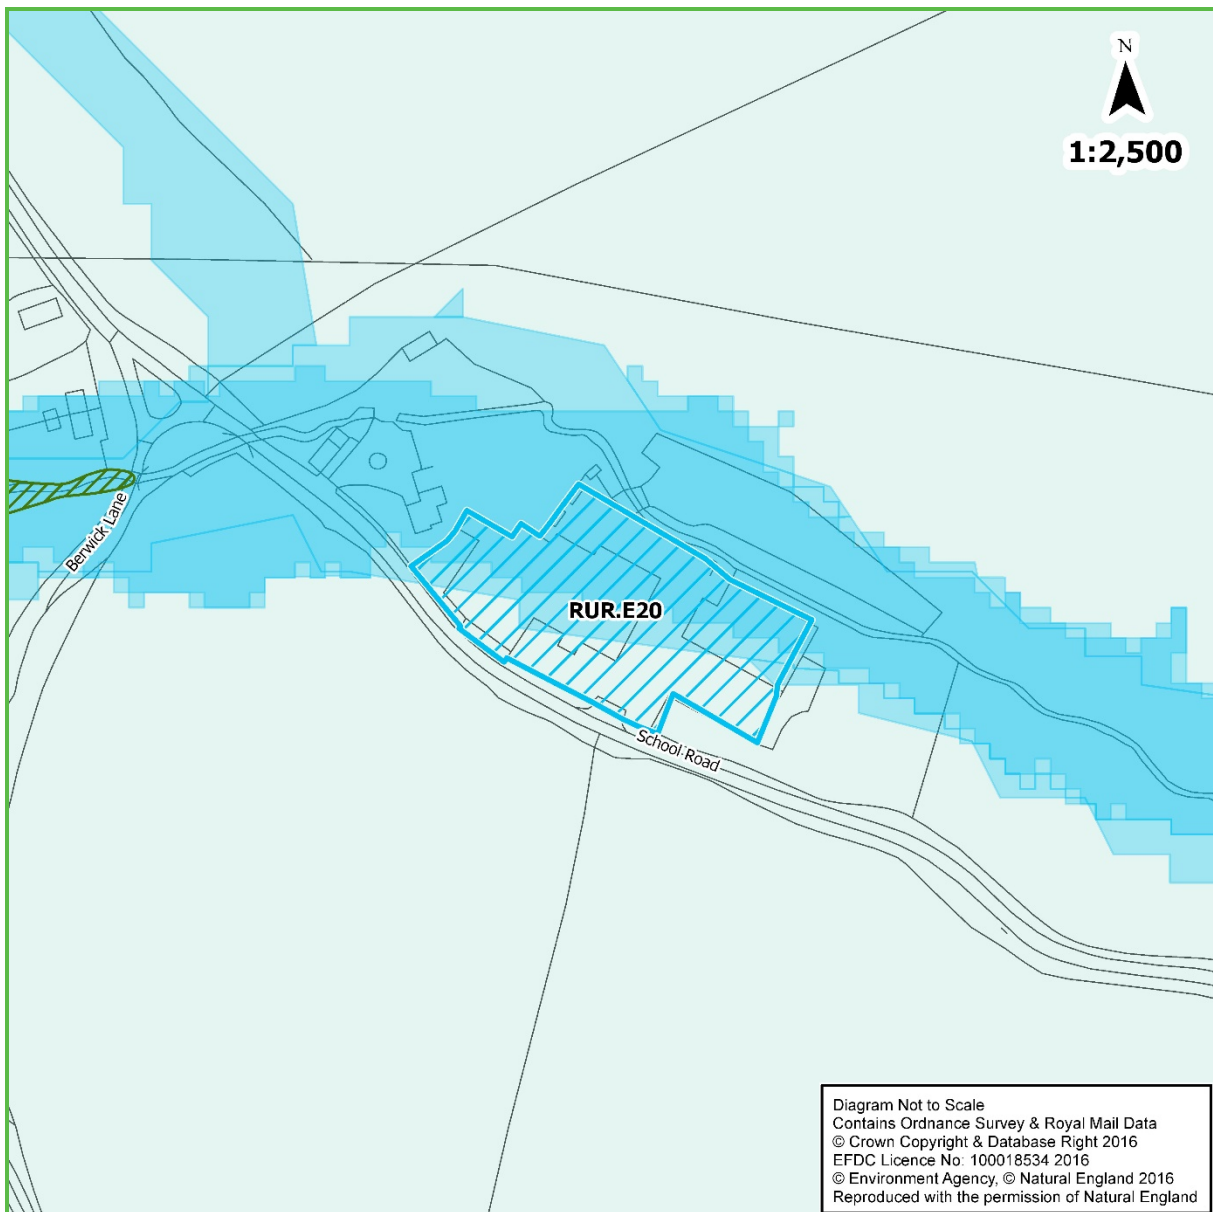 N
1:2,500
Berwick Lane
RUR.E20
School Road
Diagram Not to Scale
Contains Ordnance Survey & Royal Mail Data
© Crown Copyright & Database Right 2016
EFDC Licence No: 100018534 2016
© Environment Agency, © Natural England 2016
Reproduced with the permission of Natural England